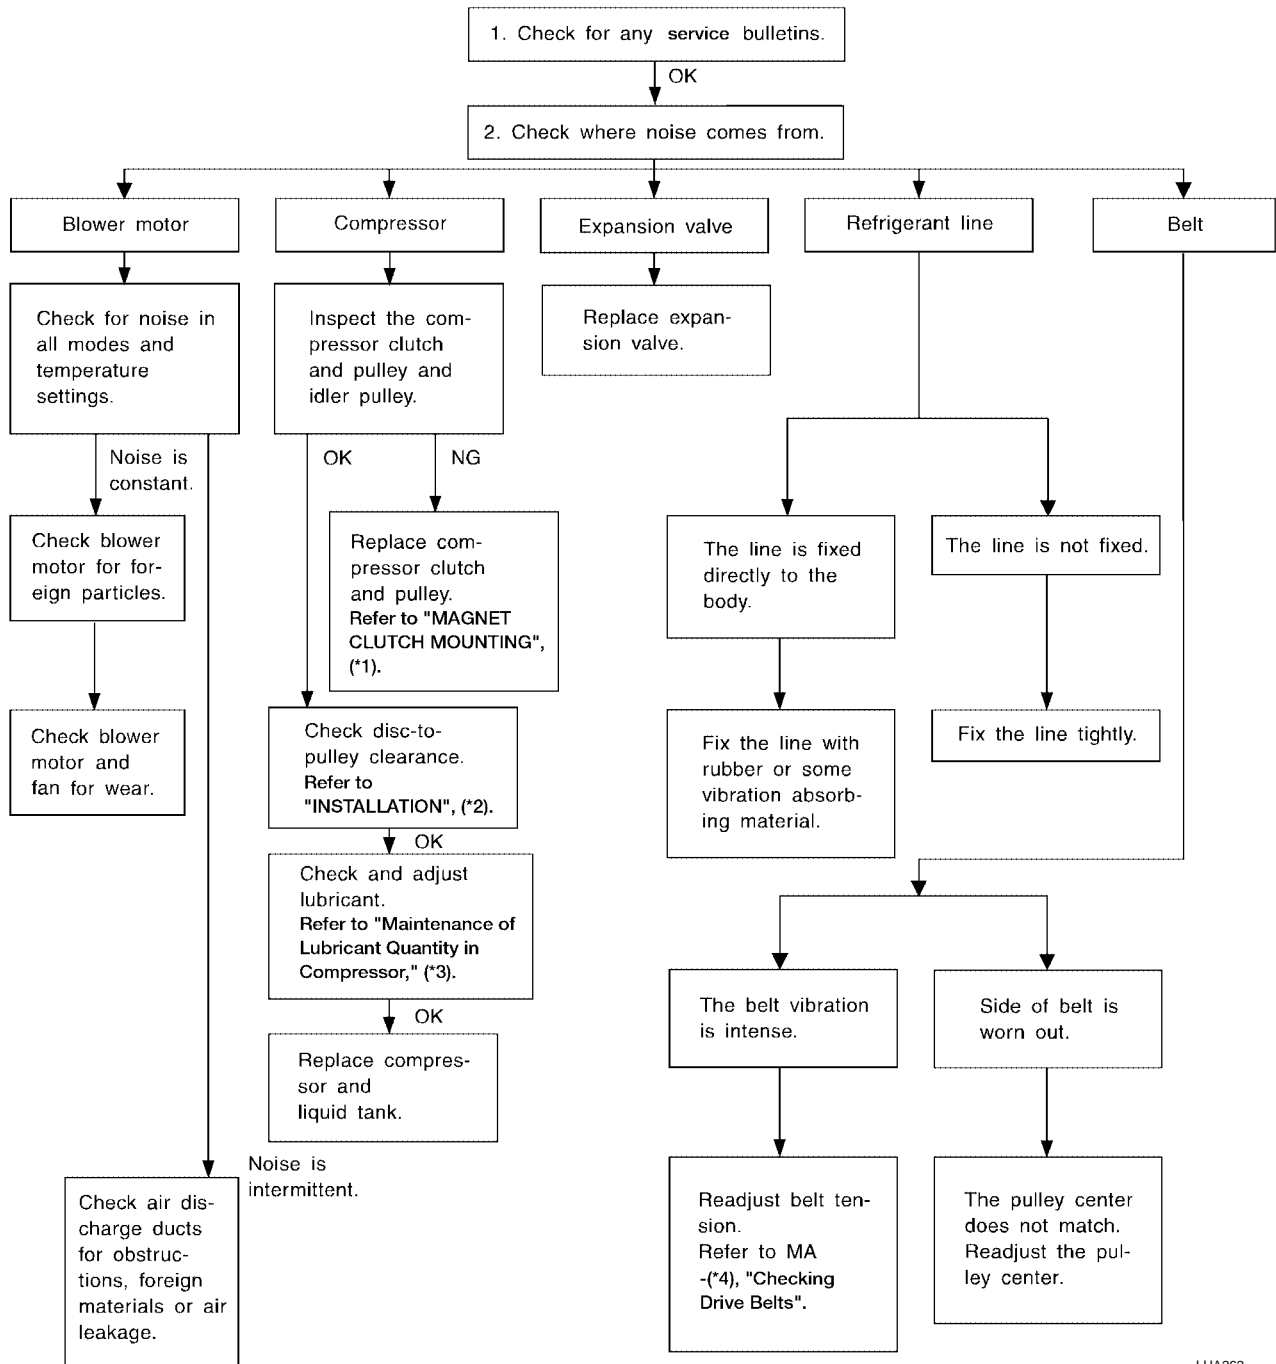 1. Check for any service bulletins.
OK
2. Check where noise comes from.
Blower motor
Compressor
Expansion valve
Refrigerant line
Belt
Check for noise in
all modes and
temperature
settings.
Inspect the com-
pressor clutch
and pulley and
idler pulley.
Replace expan-
sion valve.
Noise is
constant.
OK
NG
Check blower
motor for for-
eign particles.
Replace com-
pressor clutch
and pulley.
Refer to "MAGNET
CLUTCH MOUNTING",
(*1).
The line is fixed
directly to the
body.
The line is not fixed.
Check blower
motor and
fan for wear.
Check disc-to-
pulley clearance.
Refer to
"INSTALLATION", (*2).
Fix the line with
rubber or some
vibration absorb-
ing material.
Fix the line tightly.
OK
Check and adjust
lubricant.
Refer to "Maintenance of
Lubricant Quantity in
Compressor," (*3).
OK
Replace compres-
sor and
liquid tank.
The belt vibration
is intense.
Side of belt is
worn out.
Noise is
intermittent.
Check air dis-
charge ducts
for obstruc-
tions, foreign
materials or air
leakage.
Readjust belt ten-
sion.
Refer to MA
-(*4), "Checking
Drive Belts".
The pulley center
does not match.
Readjust the pul-
ley center.